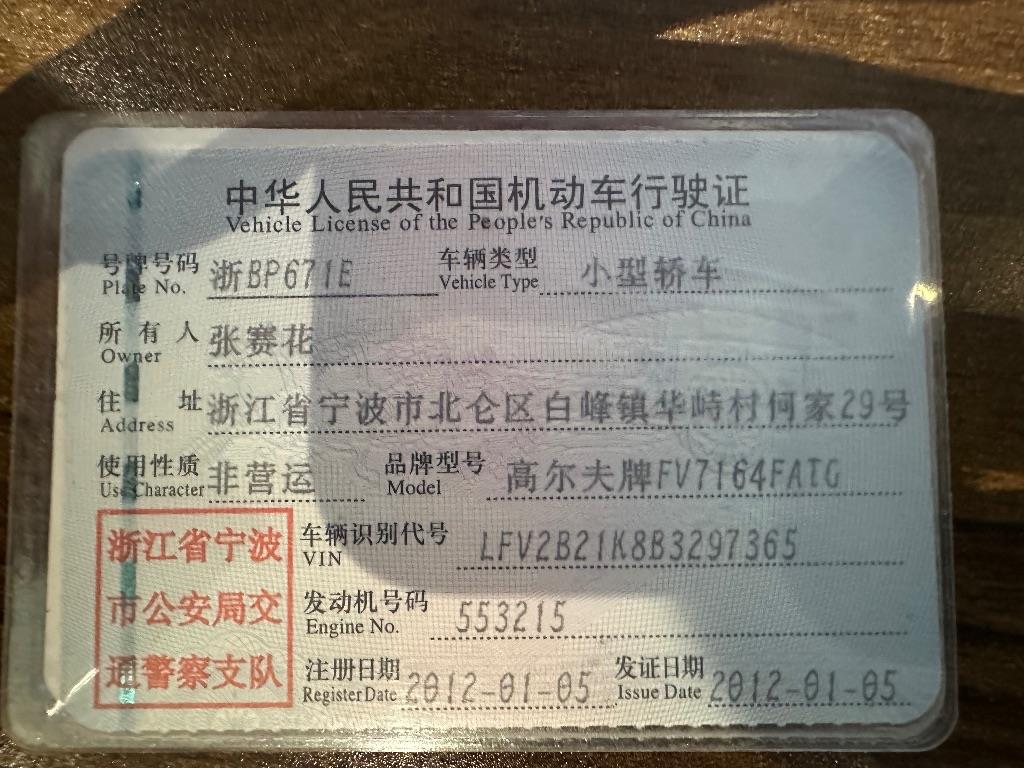 中华人民共和国机动车行驶证
Vehicle License of the People's Republic of China
号牌号码 浙BP671E 车辆类型 小型轿车
Plate No. Vehicle Type
所有人 张赛花
Owner
住址 浙江省宁波市北仑区白峰镇华峙村何家29号
Address
使用性质 非营运 品牌型号 高尔夫牌FV7164FATG
Use Character Model
浙江省宁波 车辆识别代号 LFV2B21K8B3297365
VIN
市公安局交 发动机号码 553215
Engine No.
通警察支队 注册日期 2012-01-05 发证日期 2012-01-05
Register Date Issue Date